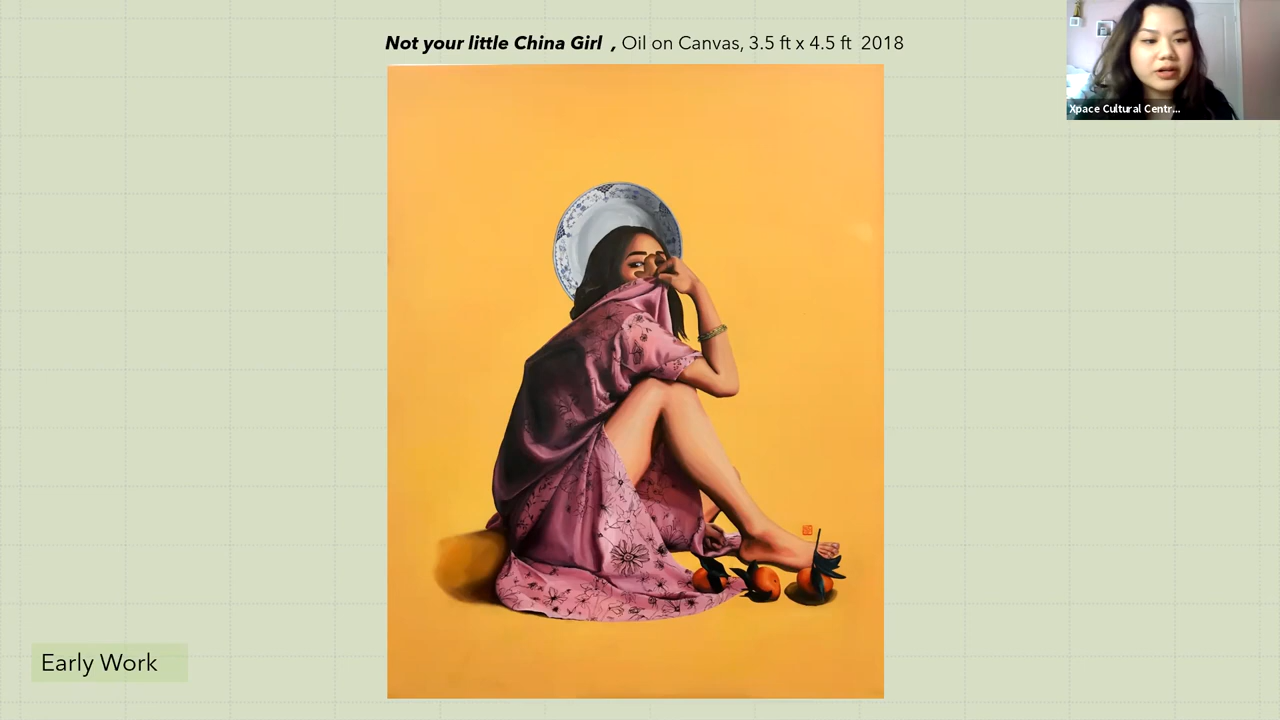 Not your little China Girl , Oil on Canvas, 3.5 ft x 4.5 ft 2018
Xpace Cultural Centr...
Early Work